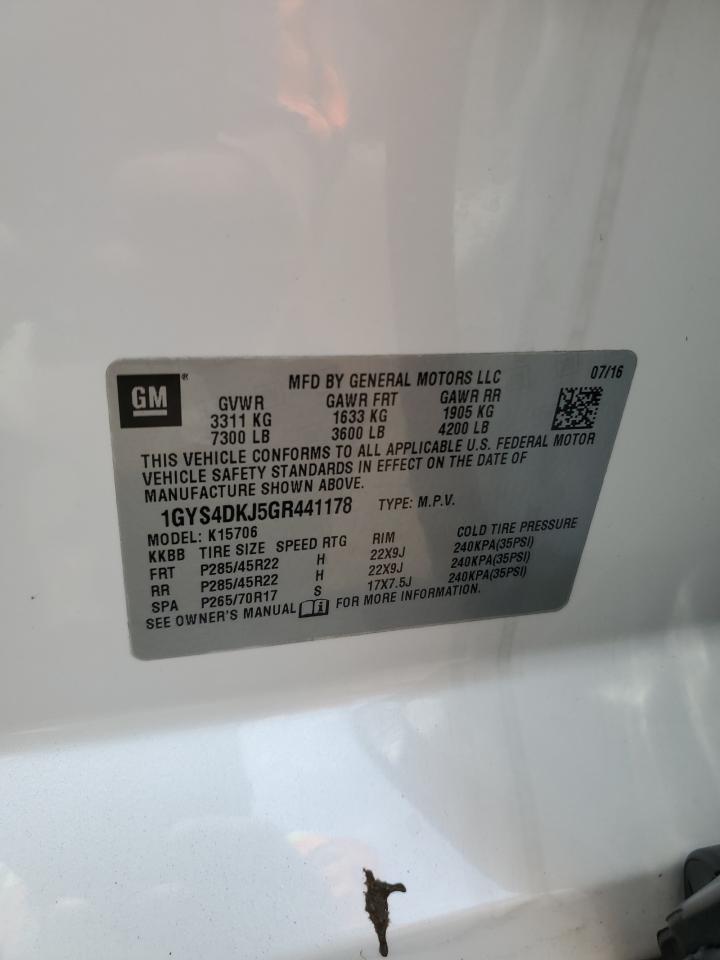 GM ®
MFD BY GENERAL MOTORS LLC 07/16
GVWR GAWR FRT GAWR RR
3311 KG 1633 KG 1905 KG
7300 LB 3600 LB 4200 LB
THIS VEHICLE CONFORMS TO ALL APPLICABLE U.S. FEDERAL MOTOR
VEHICLE SAFETY STANDARDS IN EFFECT ON THE DATE OF
MANUFACTURE SHOWN ABOVE.
1GYS4DKJ5GR441178 TYPE: M.P.V.
MODEL: K15706
KKBB TIRE SIZE SPEED RTG RIM COLD TIRE PRESSURE
FRT P285/45R22 H 22X9J 240KPA(35PSI)
RR P285/45R22 H 22X9J 240KPA(35PSI)
SPA P265/70R17 S 17X7.5J 240KPA(35PSI)
SEE OWNER'S MANUAL i FOR MORE INFORMATION.